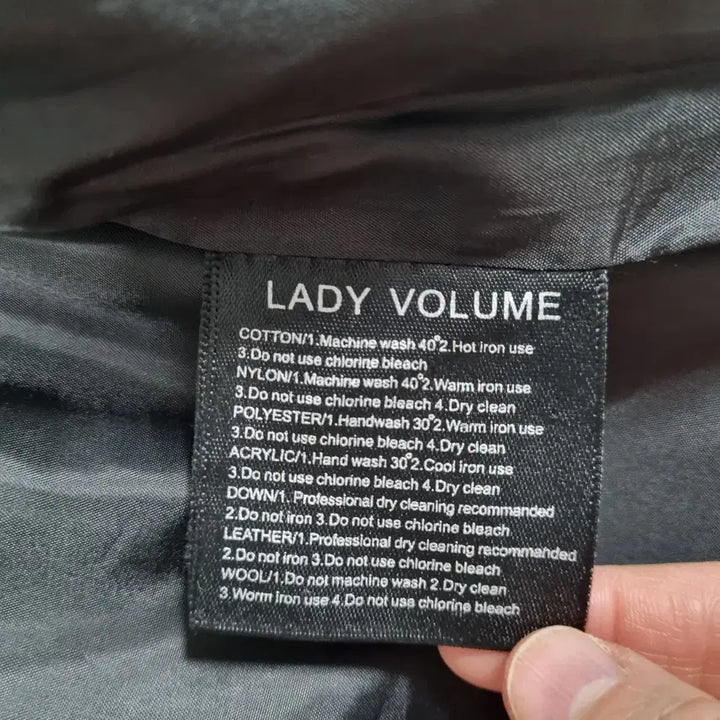 LADY VOLUME
COTTON/1.Machine wash 40°2.Hot iron use
3.Do not use chlorine bleach
NYLON/1.Machine wash 40°2.Warm iron use
3.Do not use chlorine bleach 4.Dry clean
POLYESTER/1.Handwash 30°2.Warm iron use
3.Do not use chlorine bleach 4.Dry clean
ACRYLIC/1.Hand wash 30°2.Cool iron use
3.Do not use chlorine bleach 4.Dry clean
DOWN/1. Professional dry cleaning recommanded
2.Do not iron 3.Do not use chlorine bleach
LEATHER/1.Professional dry cleaning recommanded
2.Do not iron 3.Do not use chlorine bleach
WOOL/1.Do not machine wash 2.Dry clean
3.Worm iron use 4.Do not use chlorine bleach